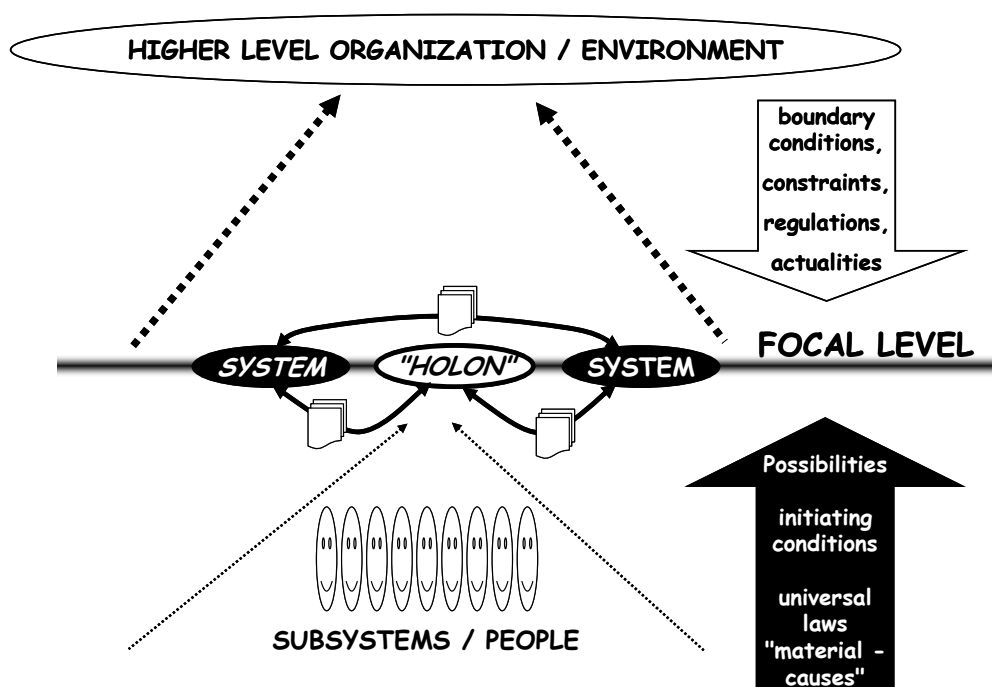 HIGHER LEVEL ORGANIZATION / ENVIRONMENT
boundary
conditions,
constraints,
regulations,
actualities
FOCAL LEVEL
SYSTEM
"HOLON"
SYSTEM
Possibilities
initiating
conditions
universal
laws
"material -
causes"
SUBSYSTEMS / PEOPLE